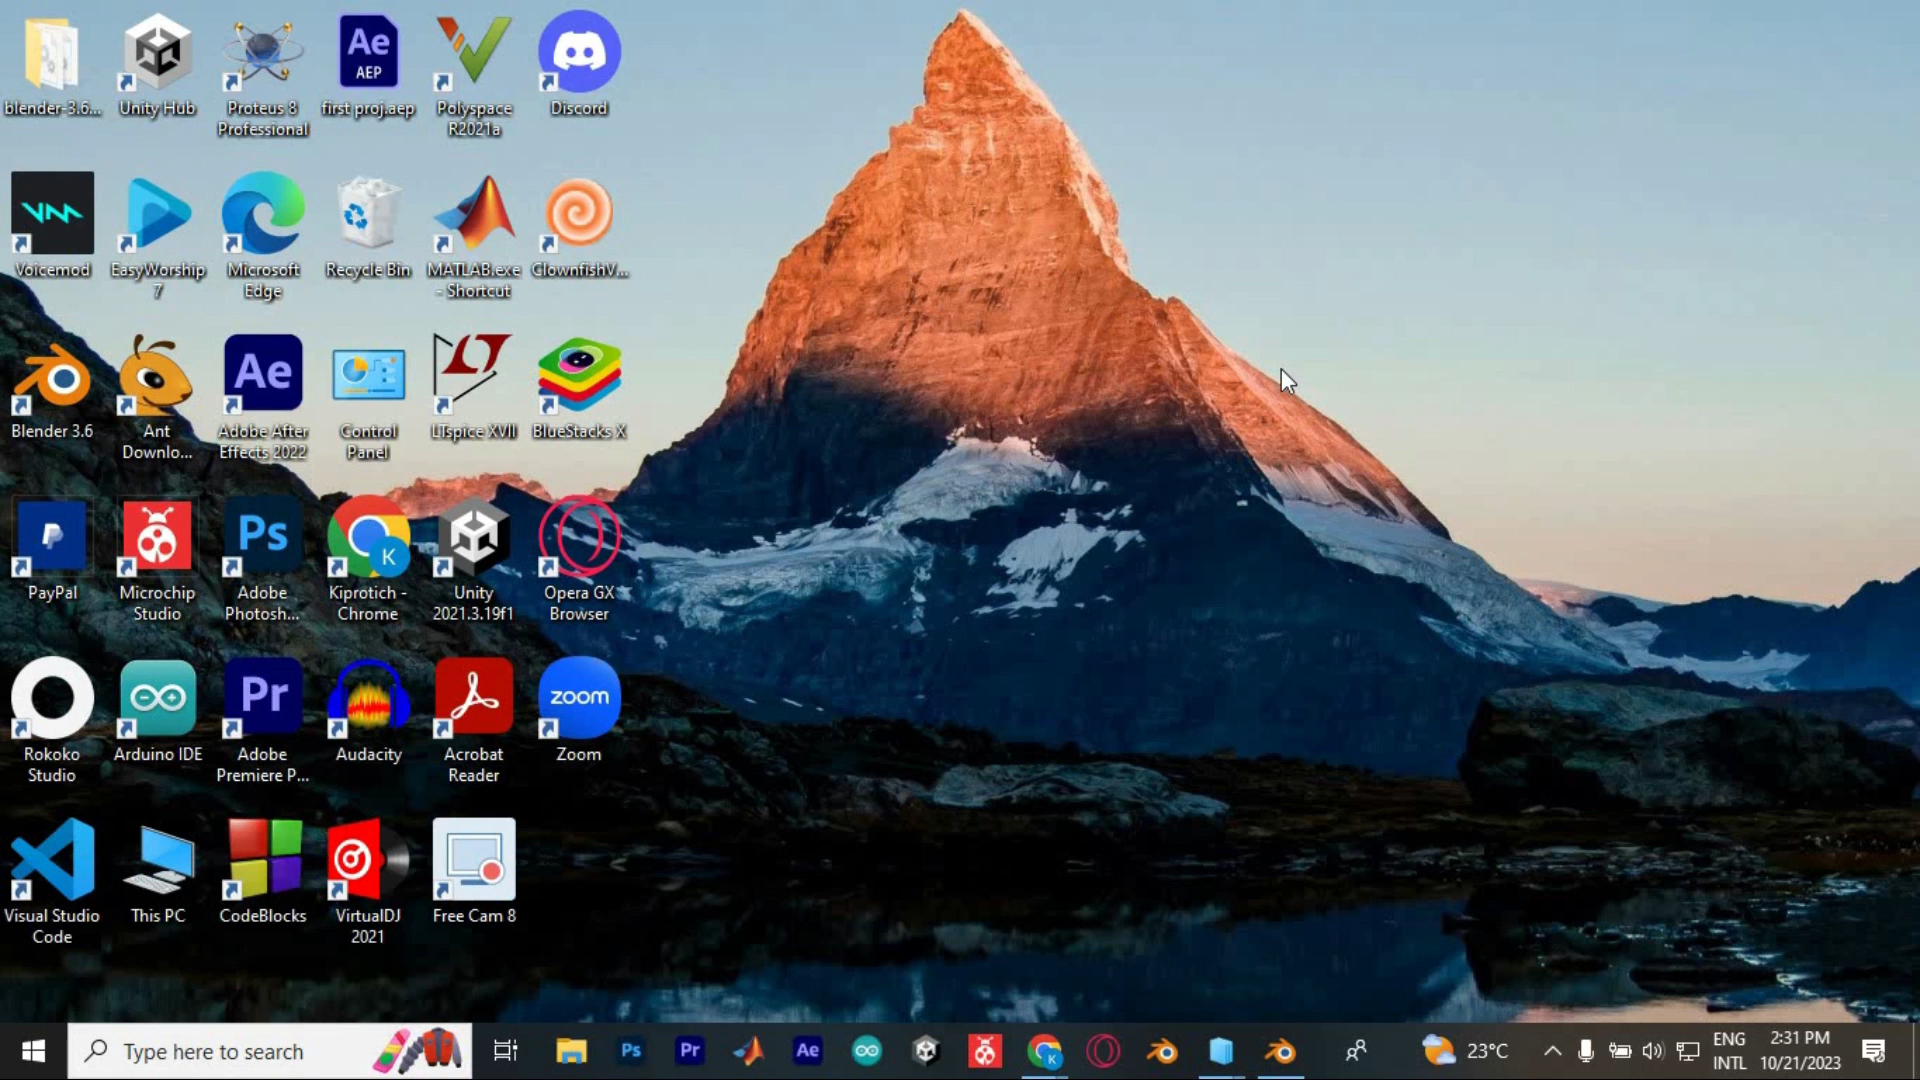 blender-3.6...
Unity Hub
Proteus 8
Professional
Ae
AEP
first proj.aep
Polyspace
R2021a
Discord
Voicemod
EasyWorship
7
Microsoft
Edge
Recycle Bin
MATLAB.exe
- Shortcut
ClownfishV...
Blender 3.6
Ant
Downlo...
Ae
Adobe After
Effects 2022
Control
Panel
LT
LTspice XVII
BlueStacks X
PayPal
Microchip
Studio
Ps
Adobe
Photosh...
K
Kiprotich -
Chrome
Unity
2021.3.19f1
Opera GX
Browser
Rokoko
Studio
Arduino IDE
Pr
Adobe
Premiere P...
Audacity
Acrobat
Reader
zoom
Zoom
Visual Studio
Code
This PC
CodeBlocks
VirtualDJ
2021
Free Cam 8
Type here to search
Ps
Pr
Ae
K
23°C
ENG
INTL
2:31 PM
10/21/2023